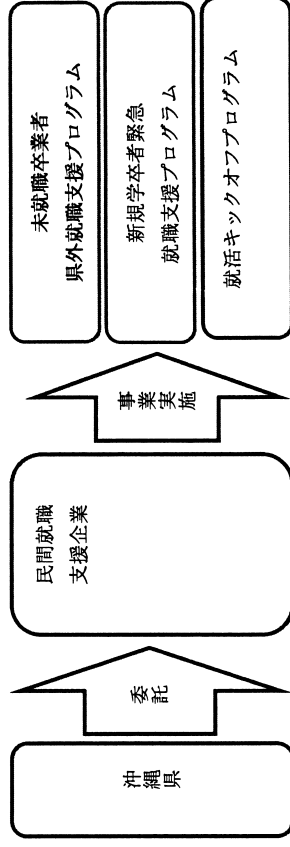 沖縄県
委託
民間就職
支援企業
事業実施
未就職卒業者
県外就職支援プログラム
新規学卒者緊急
就職支援プログラム
就活キックオフプログラム